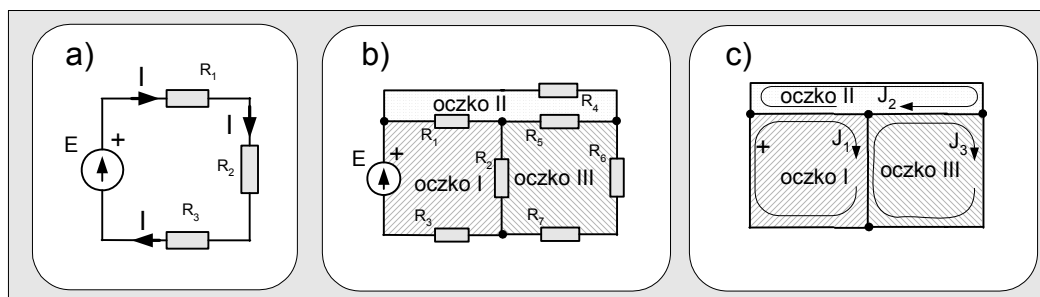 a)
I
R1
I
+
E
R2
R3
I
b)
R4
oczko II
R1
R5
+
E
R2
R6
oczko I
oczko III
R3
R7
c)
oczko II
J2
+
J1
J3
oczko I
oczko III